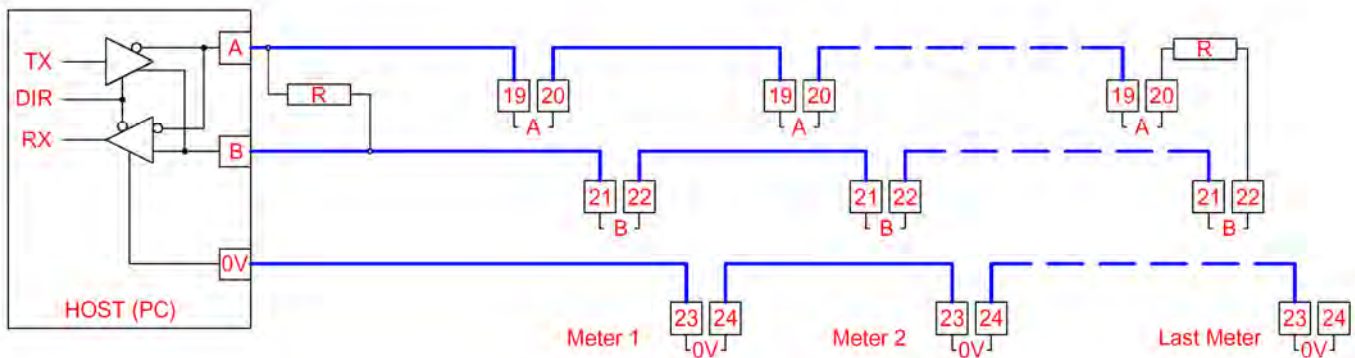 TX
DIR
RX
A
B
0V
HOST (PC)
R
19 20
A
19 20
A
19 20
A
R
21 22
B
21 22
B
21 22
B
Meter 1
23 24
0V
Meter 2
23 24
0V
Last Meter
23 24
0V